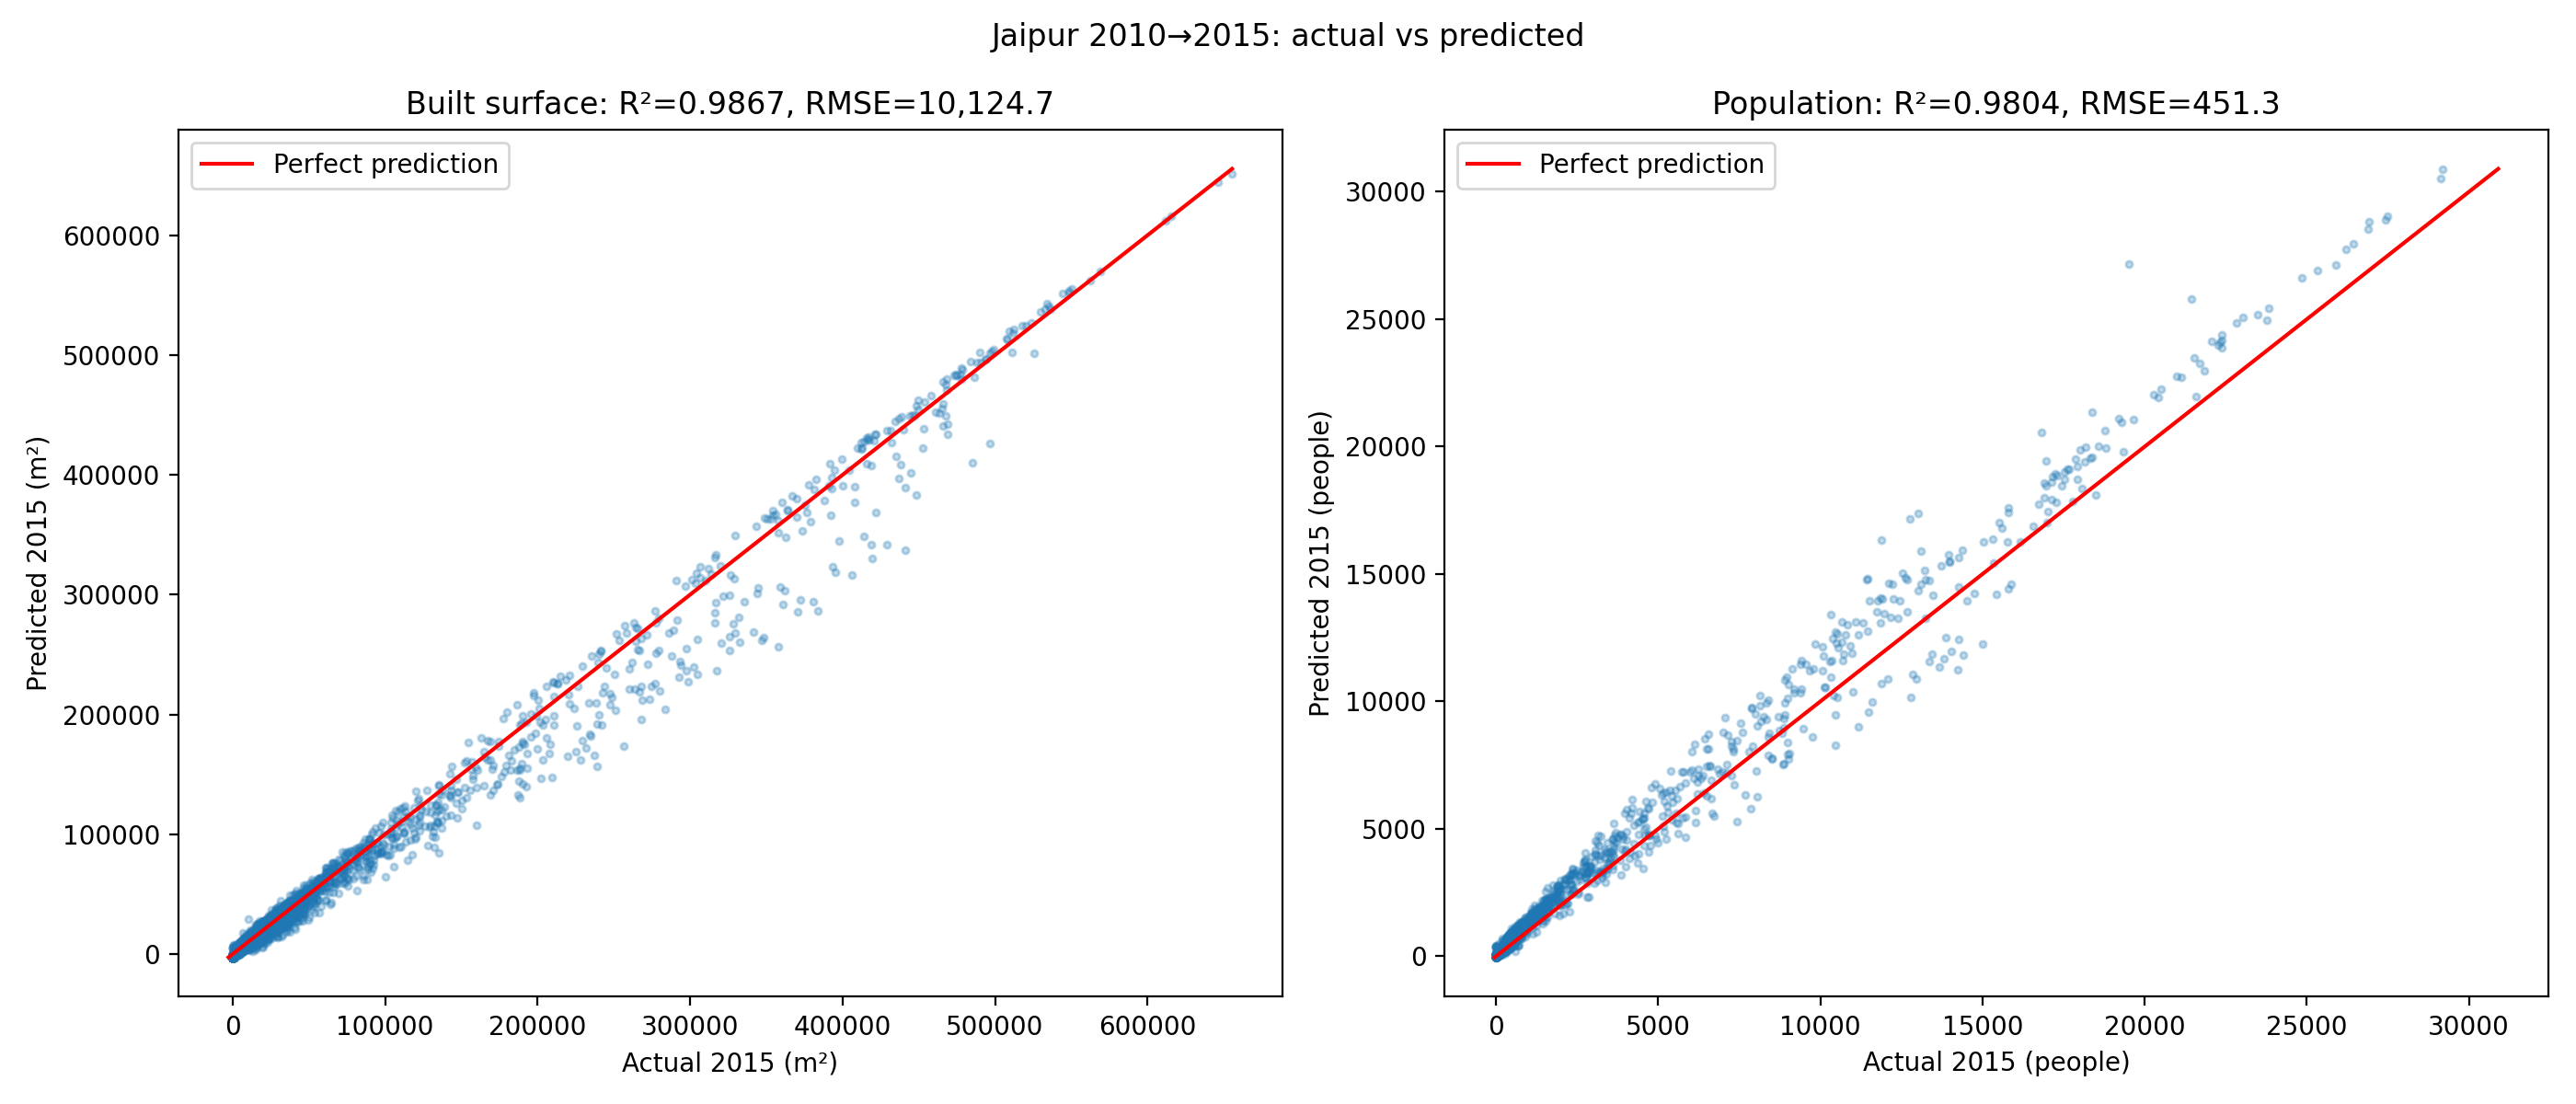 Jaipur 2010→2015: actual vs predicted
Built surface: R²=0.9867, RMSE=10,124.7
Perfect prediction
600000
500000
400000
300000
200000
100000
0
Predicted 2015 (m²)
0 100000 200000 300000 400000 500000 600000
Actual 2015 (m²)
Population: R²=0.9804, RMSE=451.3
Perfect prediction
30000
25000
20000
15000
10000
5000
0
Predicted 2015 (people)
0 5000 10000 15000 20000 25000 30000
Actual 2015 (people)